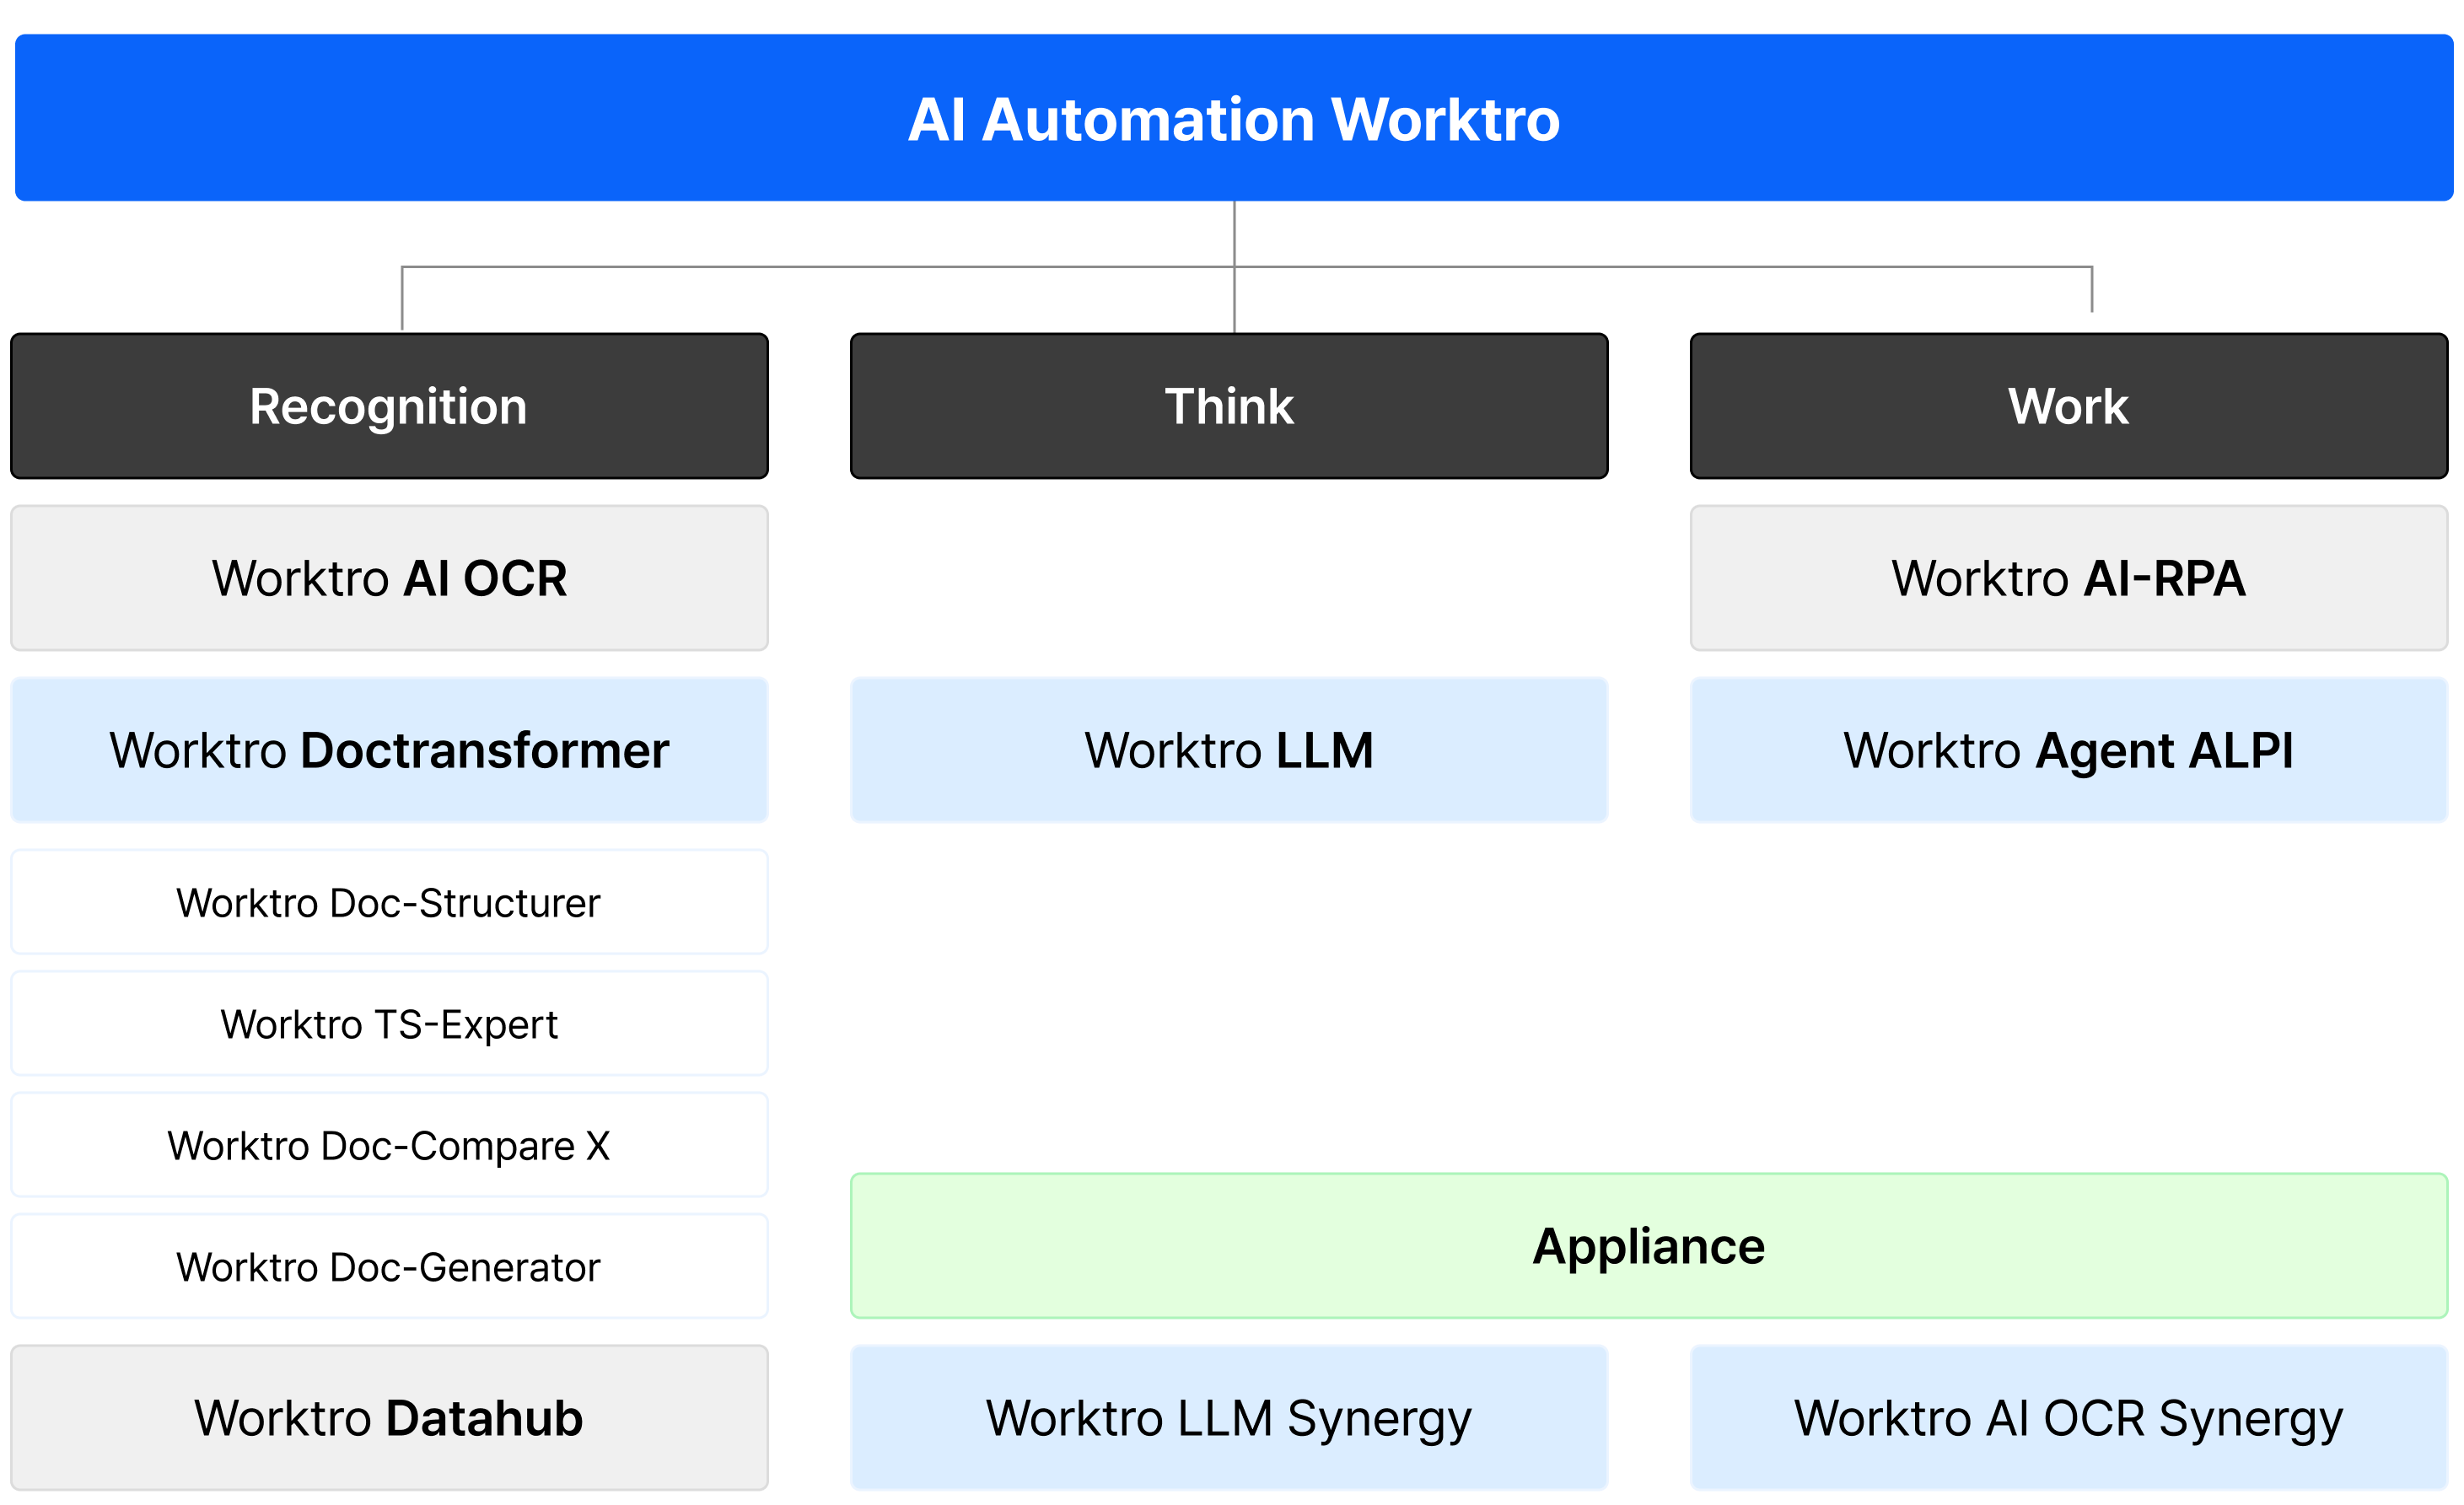 AI Automation Worktro
Recognition
Think
Work
Worktro AI OCR
Worktro AI-RPA
Worktro Doctransformer
Worktro LLM
Worktro Agent ALPI
Worktro Doc-Structurer
Worktro TS-Expert
Worktro Doc-Compare X
Worktro Doc-Generator
Appliance
Worktro Datahub
Worktro LLM Synergy
Worktro AI OCR Synergy